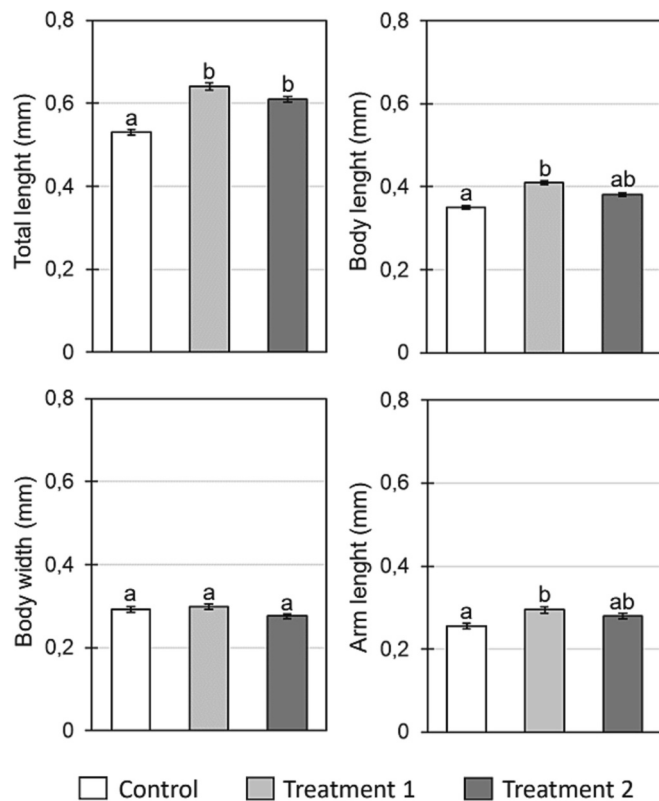 Total lenght (mm)
0,8
0,6
0,4
0,2
0
a
b
b
Body lenght (mm)
0,8
0,6
0,4
0,2
0
a
b
ab
Body width (mm)
0,8
0,6
0,4
0,2
0
a
a
a
Arm lenght (mm)
0,8
0,6
0,4
0,2
0
a
b
ab
Control Treatment 1 Treatment 2